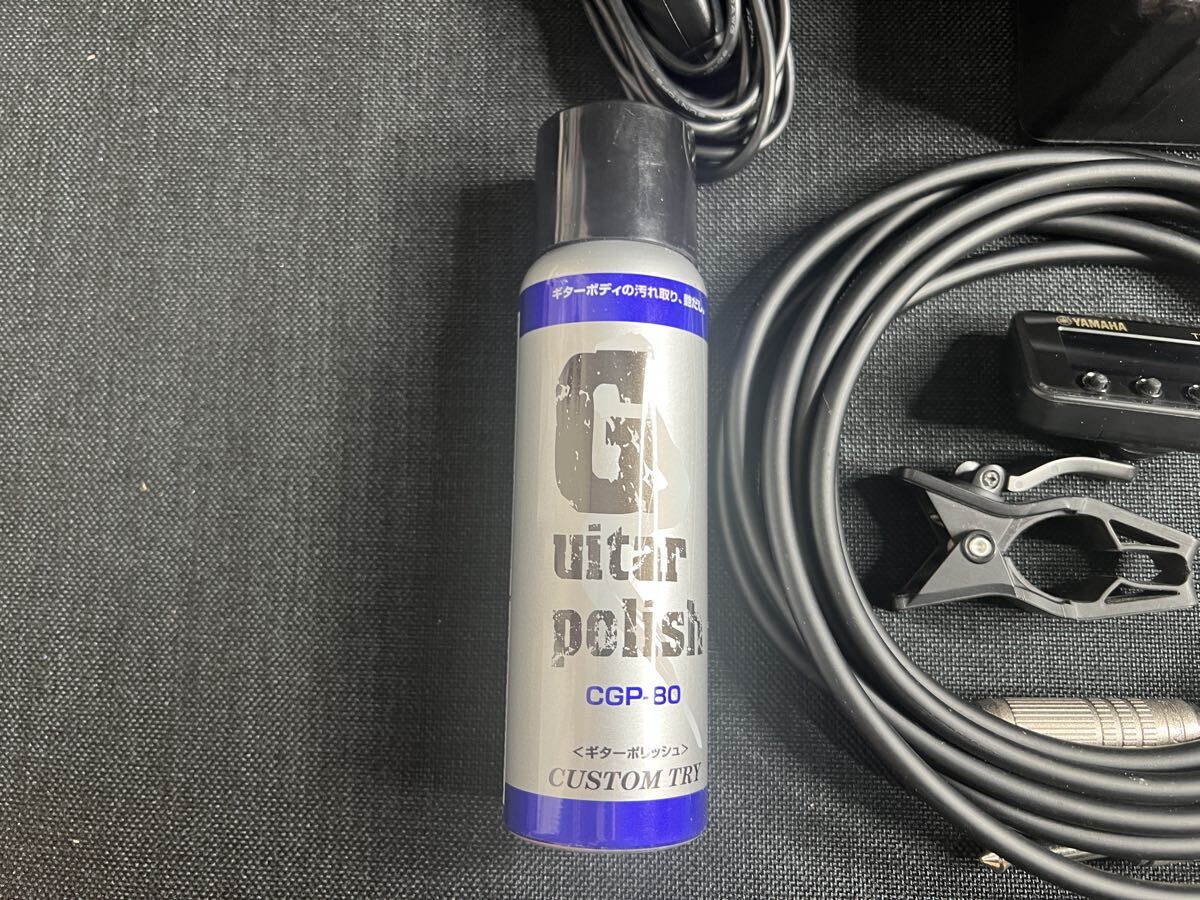 ギターボディの汚れ取り、艶だし。
G
uitar
polish
CGP-80
<ギターポリッシュ>
CUSTOM TRY
YAMAHA